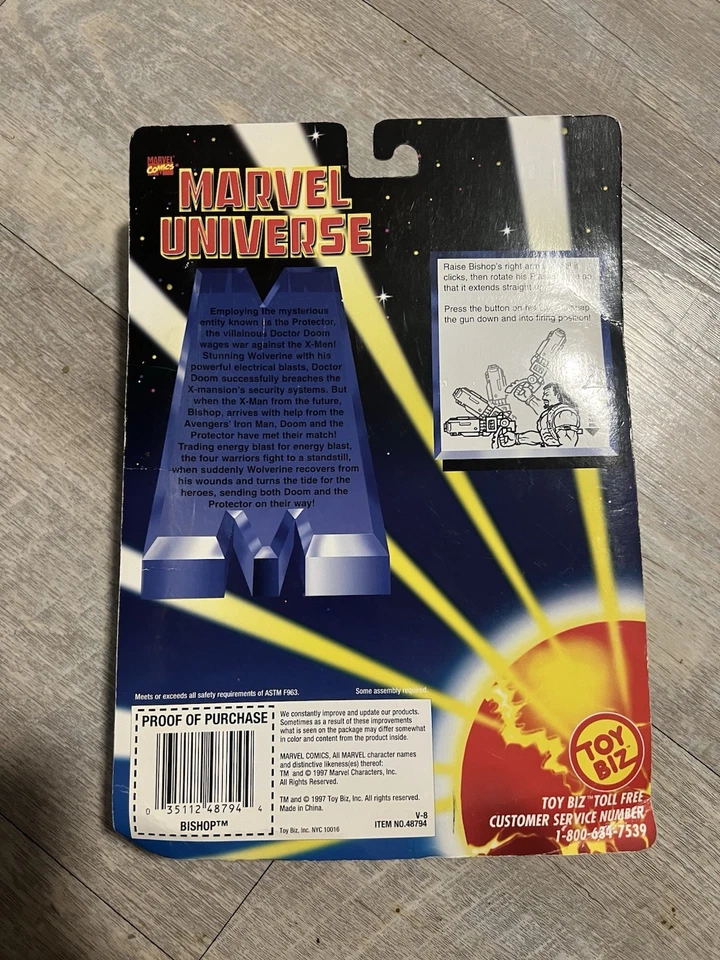 MARVEL
COMICS
MARVEL
UNIVERSE
Employing the mysterious
entity known as the Protector,
the villainous Doctor Doom
wages war against the X-Men!
Stunning Wolverine with his
powerful electrical blasts, Doctor
Doom successfully breaches the
X-mansion's security systems. But
when the X-Man from the future,
Bishop, arrives with help from the
Avengers' Iron Man, Doom and the
Protector have met their match!
Trading energy blast for energy blast,
the four warriors fight to a standstill,
when suddenly Wolverine recovers from
his wounds and turns the tide for the
heroes, sending both Doom and the
Protector on their way!
Raise Bishop's right arm
clicks, then rotate his
that it extends straight
Press the button on
the gun down and into firing position!
Meets or exceeds all safety requirements of ASTM F963.
Some assembly required.
PROOF OF PURCHASE
0 35112 48794 4
BISHOP™
We constantly improve and update our products.
Sometimes as a result of these improvements
what is seen on the package may differ somewhat
in color and content from the product inside.
MARVEL COMICS, All MARVEL character names
and distinctive likeness(es) thereof:
TM and © 1997 Marvel Characters, Inc.
All Rights Reserved.
TM and © 1997 Toy Biz, Inc. All rights reserved.
Made in China.
V-8
Toy Biz, Inc. NYC 10016
ITEM NO.48794
TOY
BIZ
TOY BIZ™ TOLL FREE
CUSTOMER SERVICE NUMBER
1-800-634-7539